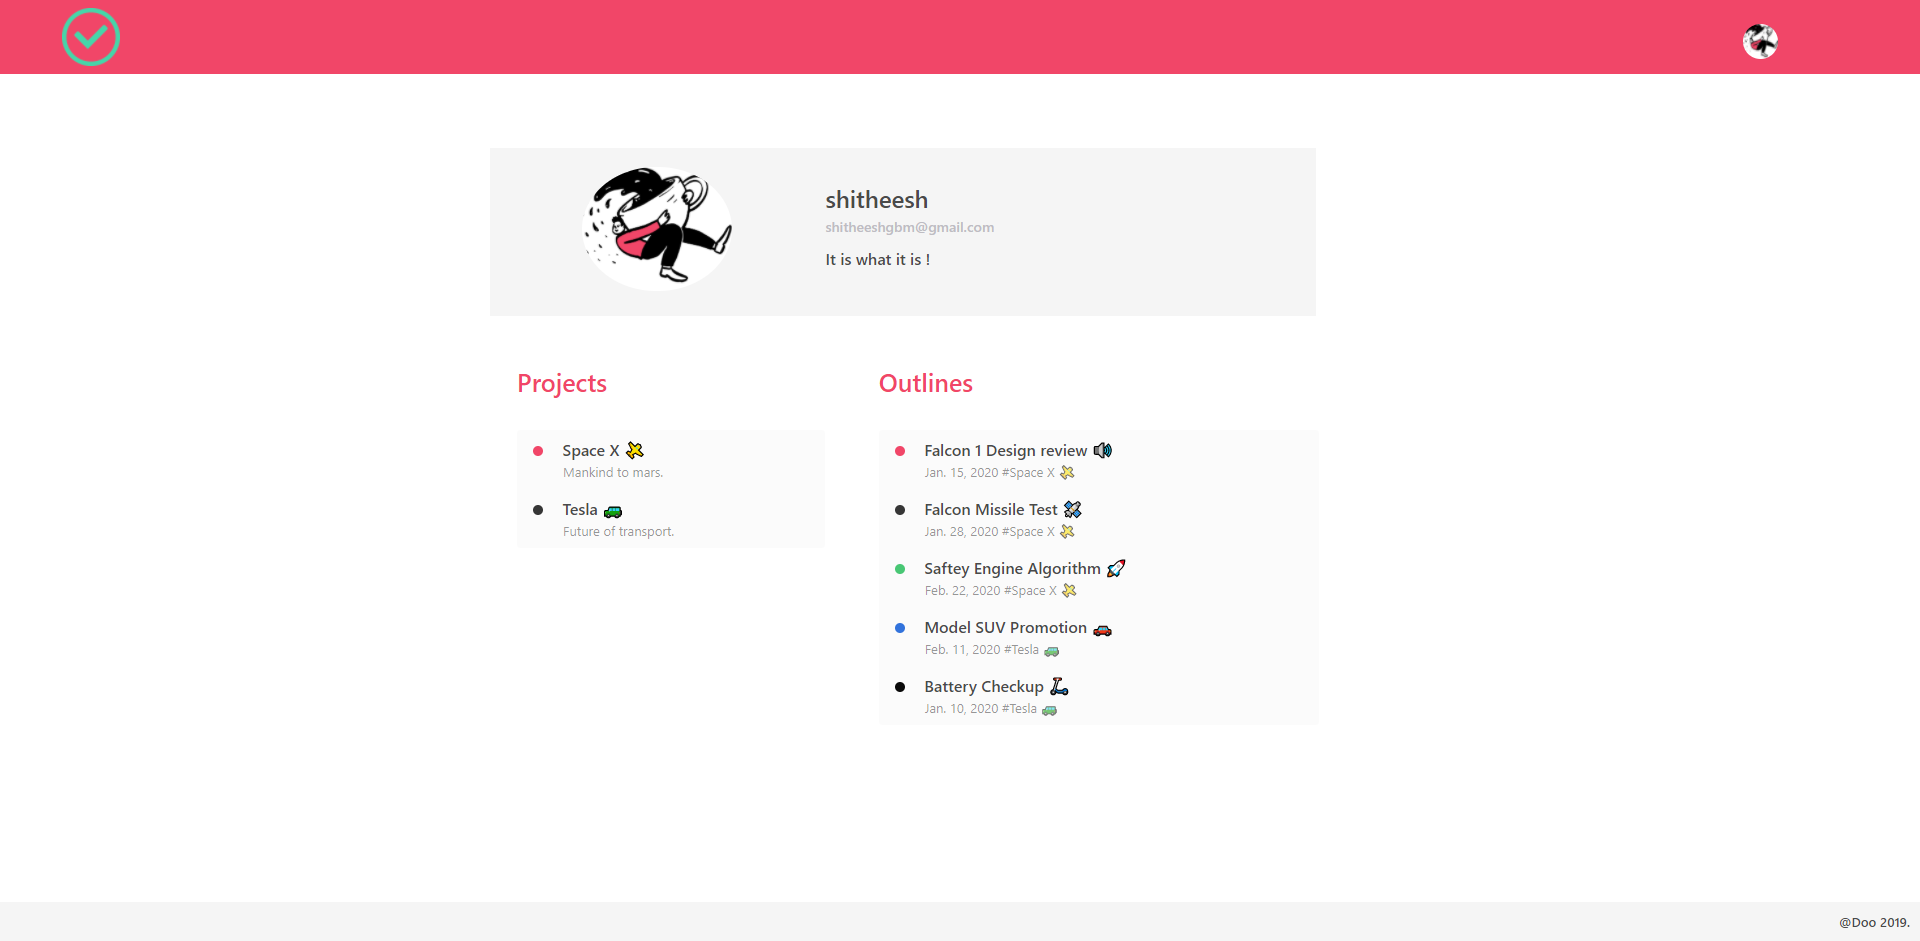 shitheesh
shitheeshgbm@gmail.com
It is what it is !
Projects
Space X
Mankind to mars.
Tesla
Future of transport.
Outlines
Falcon 1 Design review
Jan. 15, 2020 #Space X
Falcon Missile Test
Jan. 28, 2020 #Space X
Saftey Engine Algorithm
Feb. 22, 2020 #Space X
Model SUV Promotion
Feb. 11, 2020 #Tesla
Battery Checkup
Jan. 10, 2020 #Tesla
@Doo 2019.